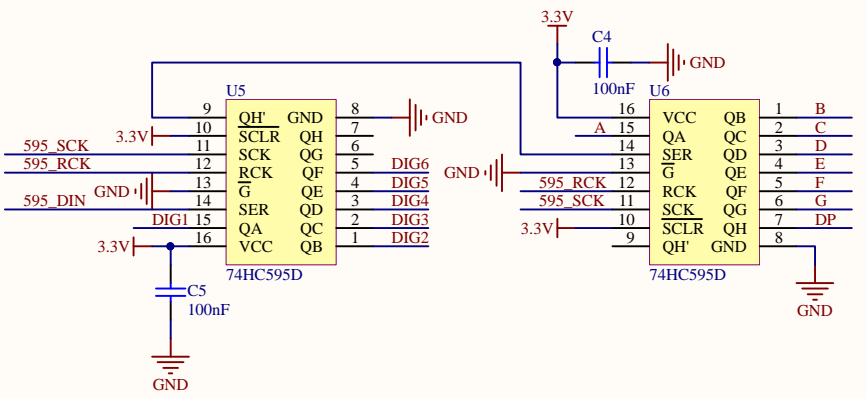 3.3V
C4
GND
100nF
U5
U6
9 QH' GND 8 GND
3.3V 10 SCLR QH 7
595_SCK 11 SCK QG 6
595_RCK 12 RCK QF 5 DIG6
GND 13 G QE 4 DIG5
595_DIN 14 SER QD 3 DIG4
DIG1 15 QA QC 2 DIG3
3.3V 16 VCC QB 1 DIG2
74HC595D
C5
100nF
GND
16 VCC QB 1 B
A 15 QA QC 2 C
14 SER QD 3 D
GND 13 G QE 4 E
595_RCK 12 RCK QF 5 F
595_SCK 11 SCK QG 6 G
3.3V 10 SCLR QH 7 DP
9 QH' GND 8
74HC595D
GND